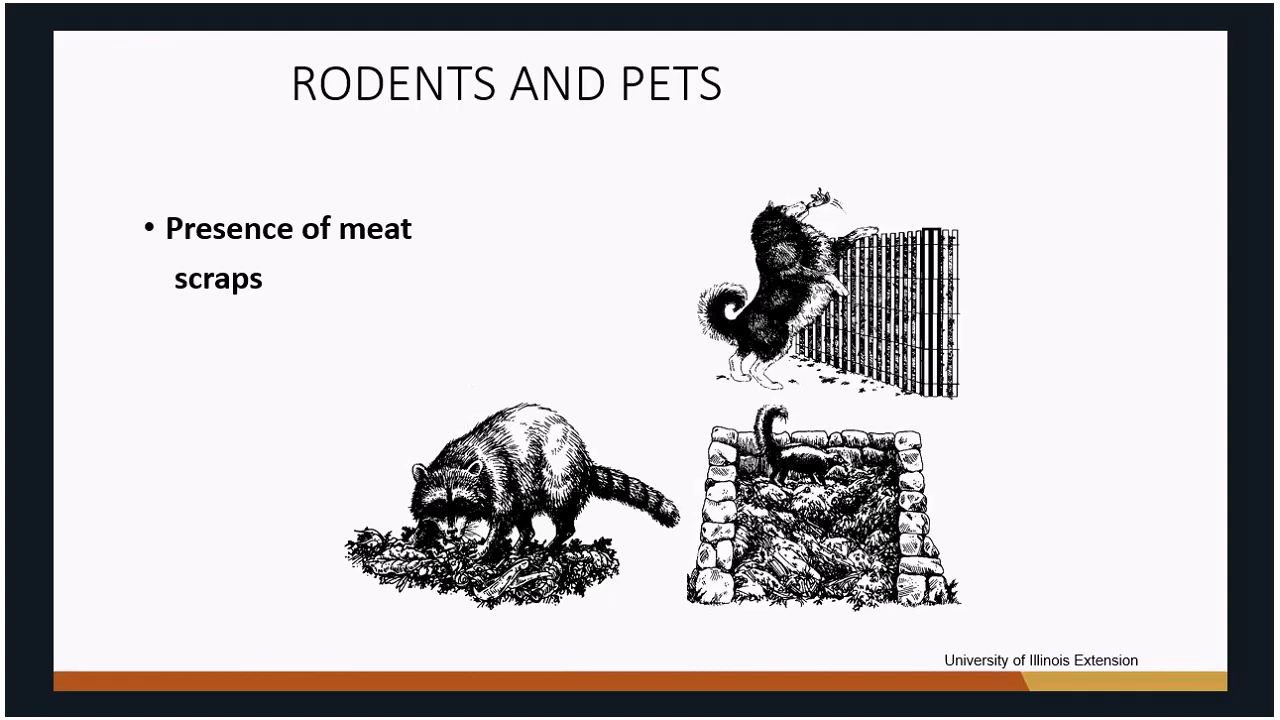 RODENTS AND PETS
• Presence of meat
scraps
University of Illinois Extension